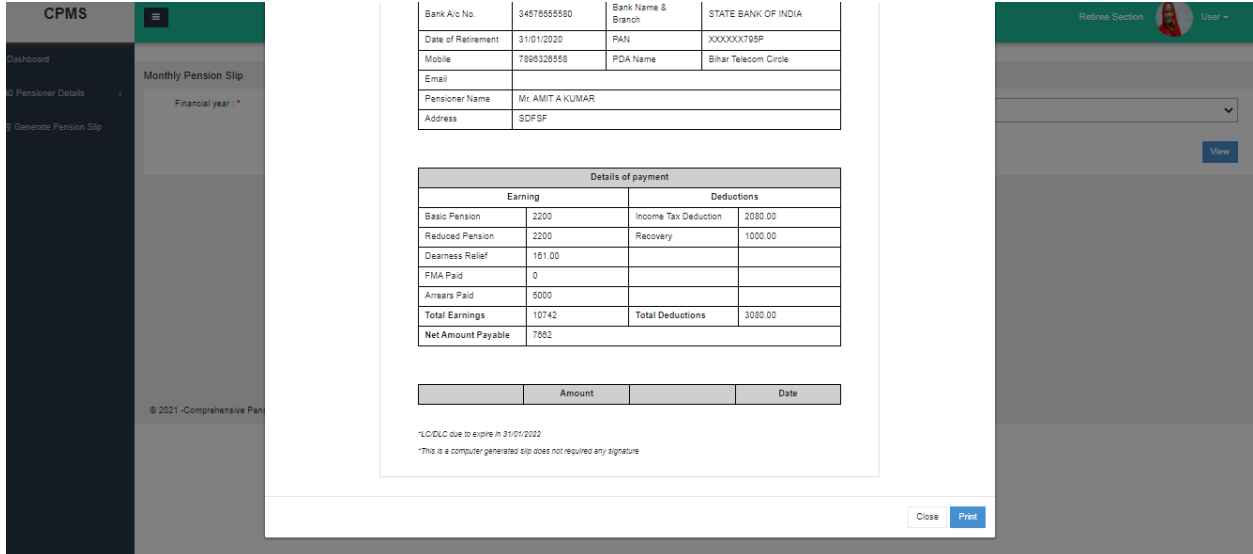 CPMS
Retiree Section
User
Dashboard
Pensioner Details
Generate Pension Slip
Monthly Pension Slip
Financial year : *
View
Bank A/c No. 34576555580 Bank Name & Branch STATE BANK OF INDIA
Date of Retirement 31/01/2020 PAN XXXXXX795P
Mobile 7896326558 PDA Name Bihar Telecom Circle
Email
Pensioner Name Mr. AMIT A KUMAR
Address SDFSF
Details of payment
Earning Deductions
Basic Pension 2200 Income Tax Deduction 2080.00
Reduced Pension 2200 Recovery 1000.00
Dearness Relief 161.00
FMA Paid 0
Arrears Paid 5000
Total Earnings 10742 Total Deductions 3080.00
Net Amount Payable 7662
Amount Date
*LC/DLC due to expire in 31/01/2022
*This is a computer generated slip does not required any signature
© 2021 -Comprehensive
Close Print